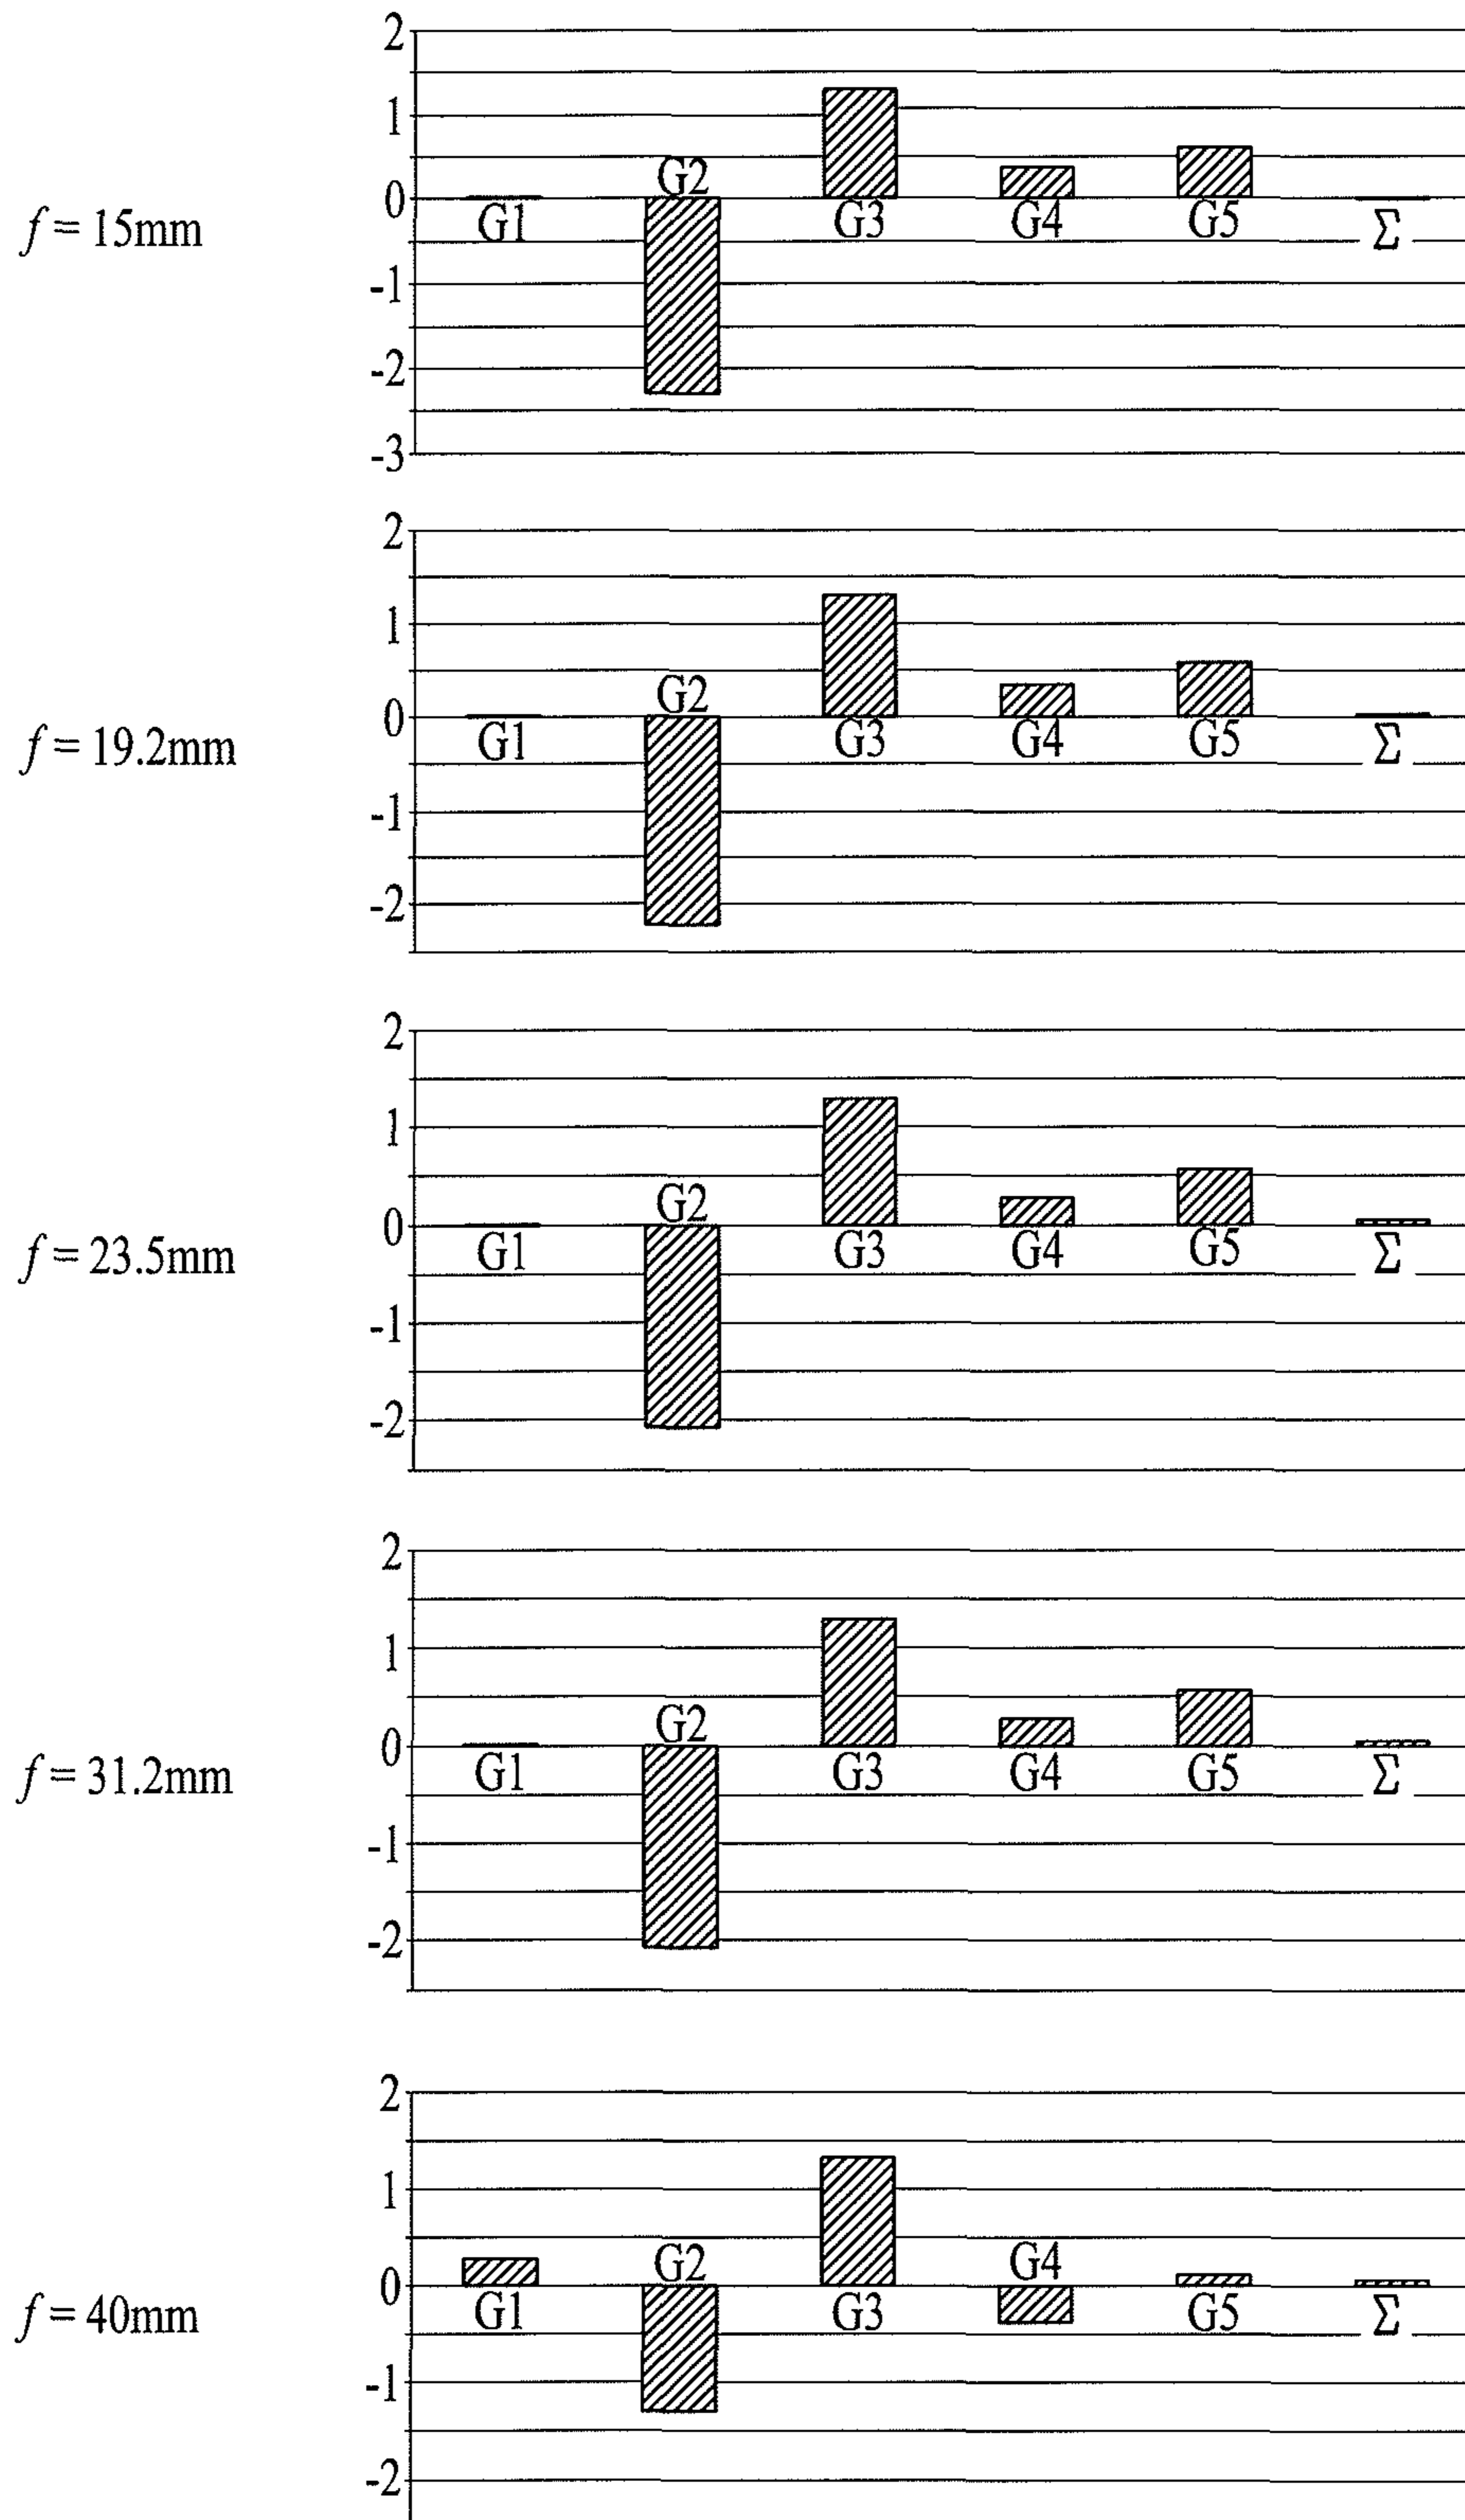 2
1
G2
0
f = 15mm
G1 G3 G4 G5 Σ
-1
-2
-3
2
1
G2
0
f = 19.2mm
G1 G3 G4 G5 Σ
-1
-2
2
1
G2
0
f = 23.5mm
G1 G3 G4 G5 Σ
-1
-2
2
1
G2
0
f = 31.2mm
G1 G3 G4 G5 Σ
-1
-2
2
1
G2 G4
0
f = 40mm
G1 G3 G5 Σ
-1
-2